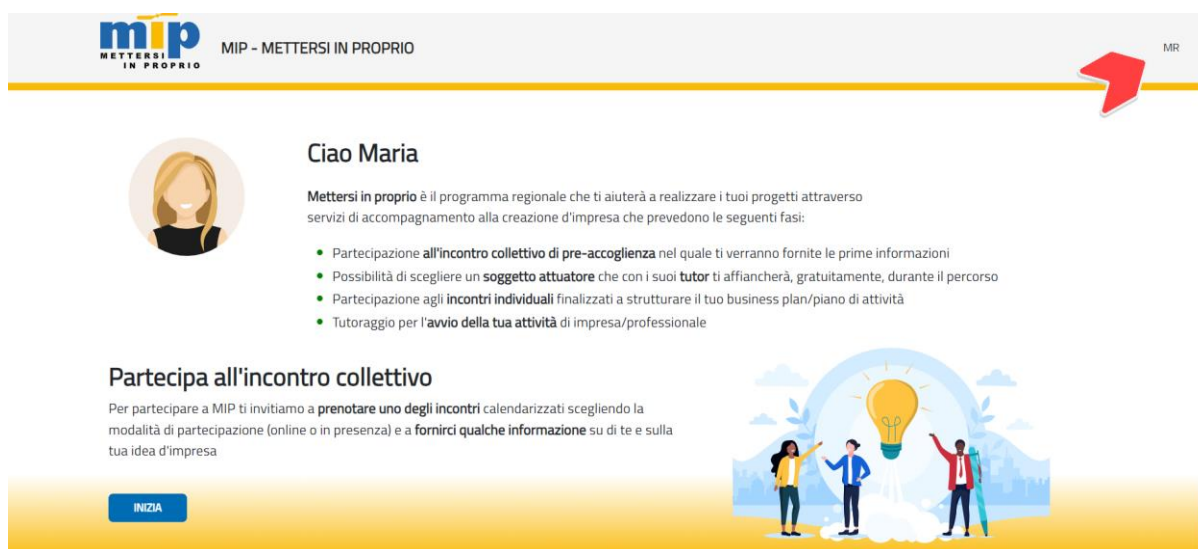 mip
METTERSI
IN PROPRIO
MIP - METTERSI IN PROPRIO
MR
Ciao Maria
Mettersi in proprio è il programma regionale che ti aiuterà a realizzare i tuoi progetti attraverso
servizi di accompagnamento alla creazione d'impresa che prevedono le seguenti fasi:
• Partecipazione all'incontro collettivo di pre-accoglienza nel quale ti verranno fornite le prime informazioni
• Possibilità di scegliere un soggetto attuatore che con i suoi tutor ti affiancherà, gratuitamente, durante il percorso
• Partecipazione agli incontri individuali finalizzati a strutturare il tuo business plan/piano di attività
• Tutoraggio per l'avvio della tua attività di impresa/professionale
Partecipa all'incontro collettivo
Per partecipare a MIP ti invitiamo a prenotare uno degli incontri calendarizzati scegliendo la
modalità di partecipazione (online o in presenza) e a fornirci qualche informazione su di te e sulla
tua idea d'impresa
INIZIA